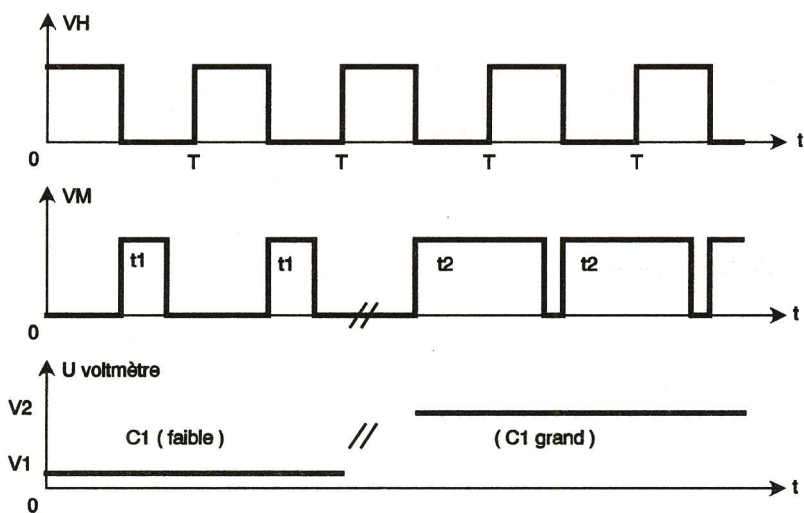 VH
t
0
T T T T
VM
t1 t1 t2 t2
t
0
U voltmètre
V2
C1 ( faible ) ( C1 grand )
V1
t
0